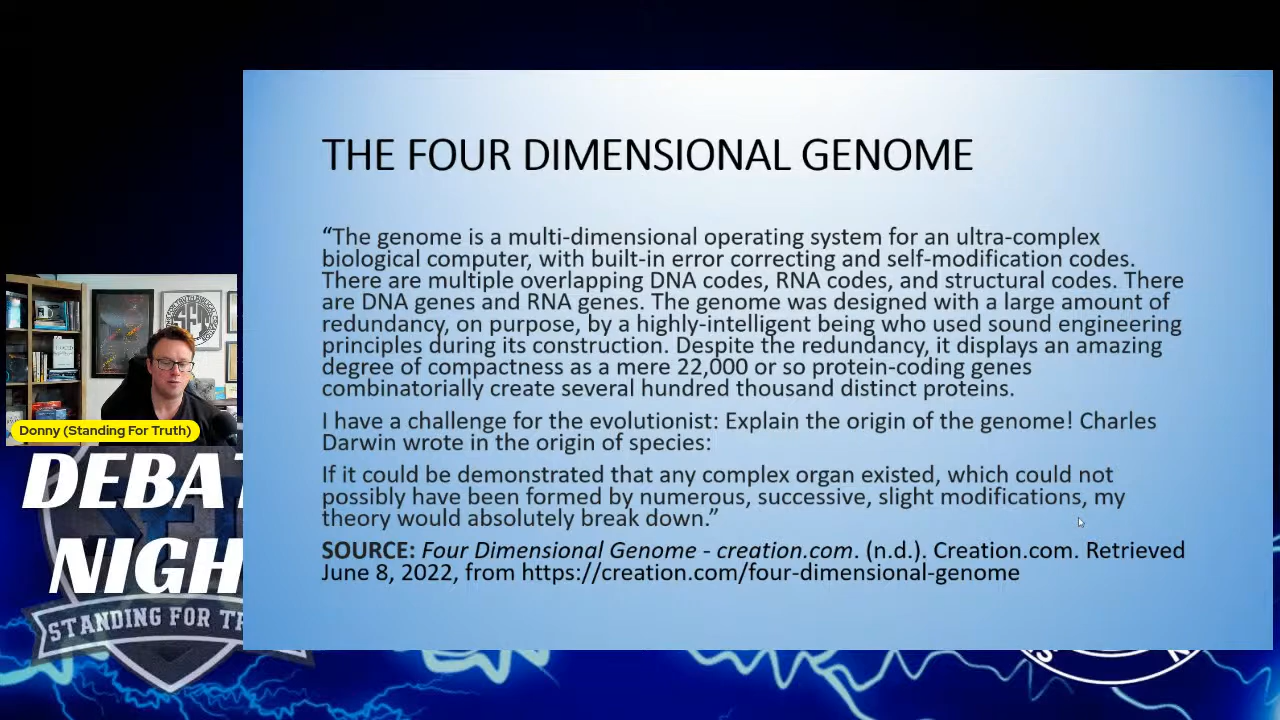 THE FOUR DIMENSIONAL GENOME
“The genome is a multi-dimensional operating system for an ultra-complex
biological computer, with built-in error correcting and self-modification codes.
There are multiple overlapping DNA codes, RNA codes, and structural codes. There
are DNA genes and RNA genes. The genome was designed with a large amount of
redundancy, on purpose, by a highly-intelligent being who used sound engineering
principles during its construction. Despite the redundancy, it displays an amazing
degree of compactness as a mere 22,000 or so protein-coding genes
combinatorially create several hundred thousand distinct proteins.
I have a challenge for the evolutionist: Explain the origin of the genome! Charles
Darwin wrote in the origin of species:
If it could be demonstrated that any complex organ existed, which could not
possibly have been formed by numerous, successive, slight modifications, my
theory would absolutely break down.”
SOURCE: Four Dimensional Genome - creation.com. (n.d.). Creation.com. Retrieved
June 8, 2022, from https://creation.com/four-dimensional-genome
SFT
Donny (Standing For Truth)
DEBAT
NIGH
STANDING FOR TR